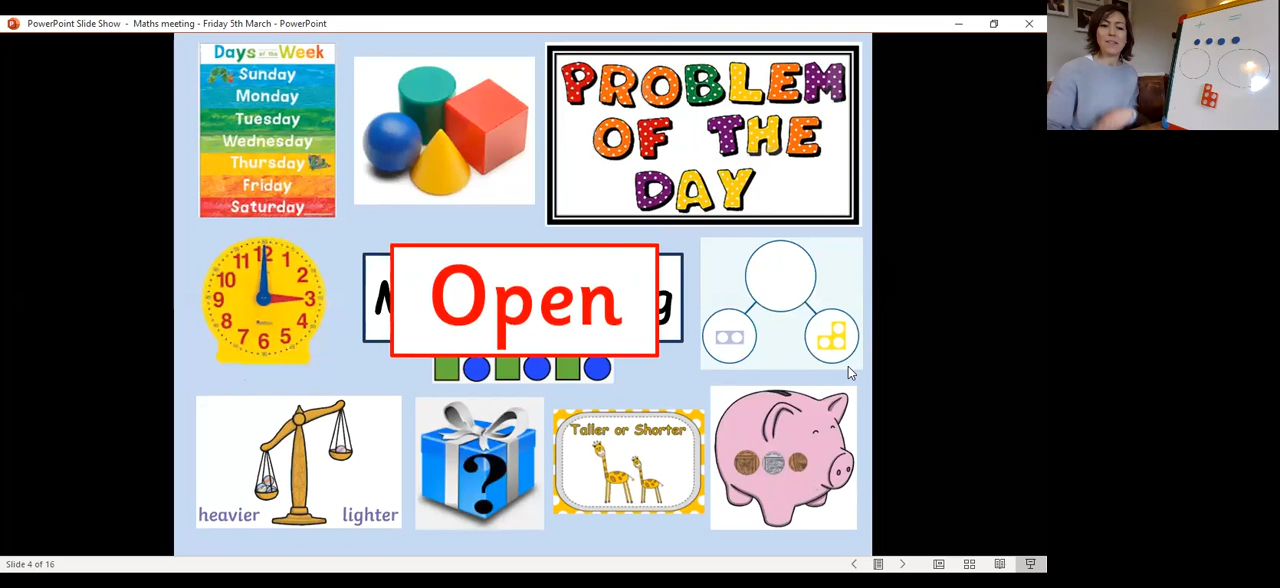 PowerPoint Slide Show - Maths meeting - Friday 5th March - PowerPoint
Days of the Week
Sunday
Monday
Tuesday
Wednesday
Thursday
Friday
Saturday
PROBLEM
OF THE
DAY
12
1
2
3
4
5
6
7
8
9
10
11
Open
g
heavier
lighter
?
Taller or Shorter
Slide 4 of 16